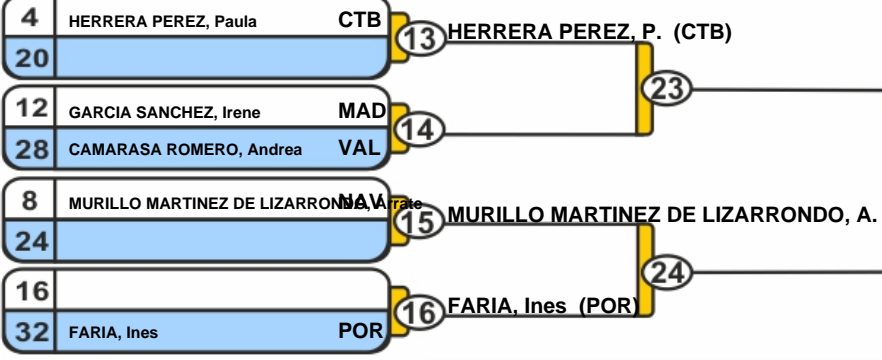 4 HERRERA PEREZ, Paula CTB
13 HERRERA PEREZ, P. (CTB)
20
23
12 GARCIA SANCHEZ, Irene MAD
14
28 CAMARASA ROMERO, Andrea VAL
8 MURILLO MARTINEZ DE LIZARRONDO, Arrate NAV
15 MURILLO MARTINEZ DE LIZARRONDO, A.
24
24
16
16 FARIA, Ines (POR)
32 FARIA, Ines POR